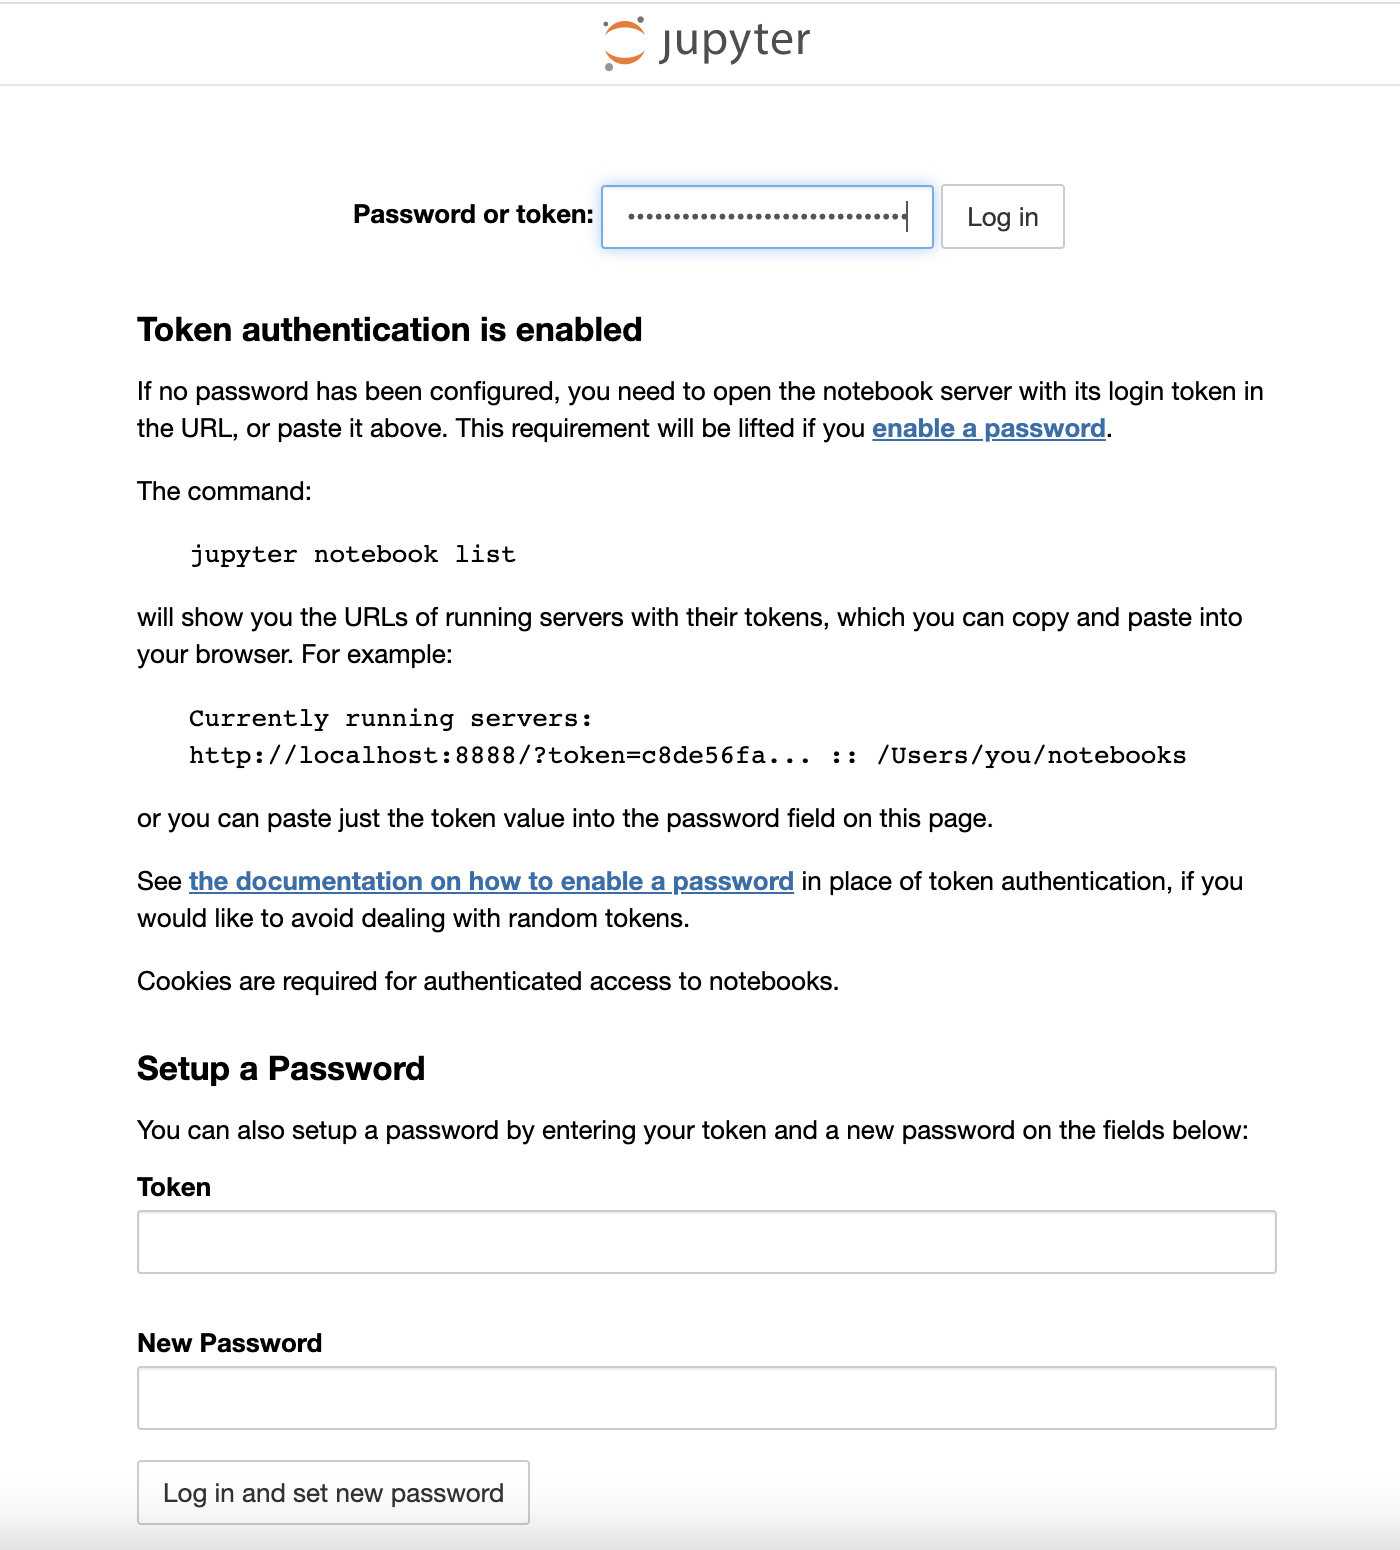 jupyter
Password or token:
Log in
Token authentication is enabled
If no password has been configured, you need to open the notebook server with its login token in
the URL, or paste it above. This requirement will be lifted if you enable a password.
The command:
jupyter notebook list
will show you the URLs of running servers with their tokens, which you can copy and paste into
your browser. For example:
Currently running servers:
http://localhost:8888/?token=c8de56fa... :: /Users/you/notebooks
or you can paste just the token value into the password field on this page.
See the documentation on how to enable a password in place of token authentication, if you
would like to avoid dealing with random tokens.
Cookies are required for authenticated access to notebooks.
Setup a Password
You can also setup a password by entering your token and a new password on the fields below:
Token
New Password
Log in and set new password